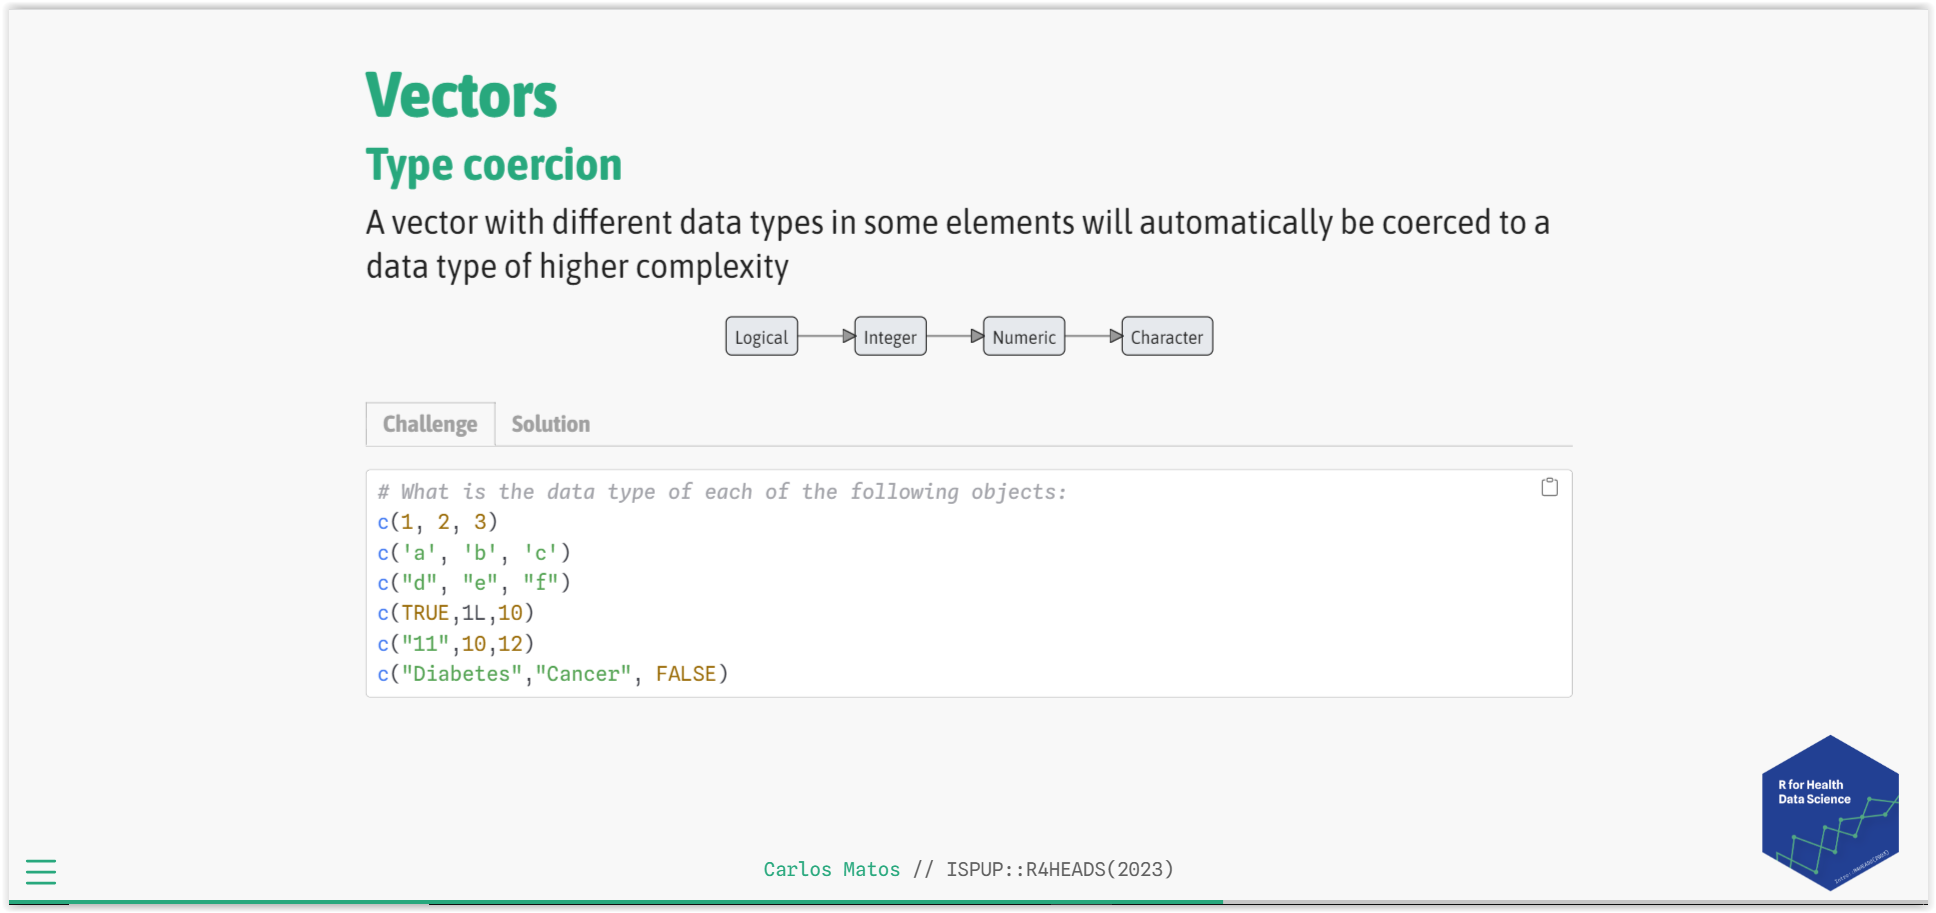 Vectors
Type coercion
A vector with different data types in some elements will automatically be coerced to a
data type of higher complexity
Logical Integer Numeric Character
Challenge Solution
# What is the data type of each of the following objects:
c(1, 2, 3)
c('a', 'b', 'c')
c("d", "e", "f")
c(TRUE,1L,10)
c("11",10,12)
c("Diabetes","Cancer", FALSE)
R for Health
Data Science
Carlos Matos // ISPUP::R4HEADS(2023)